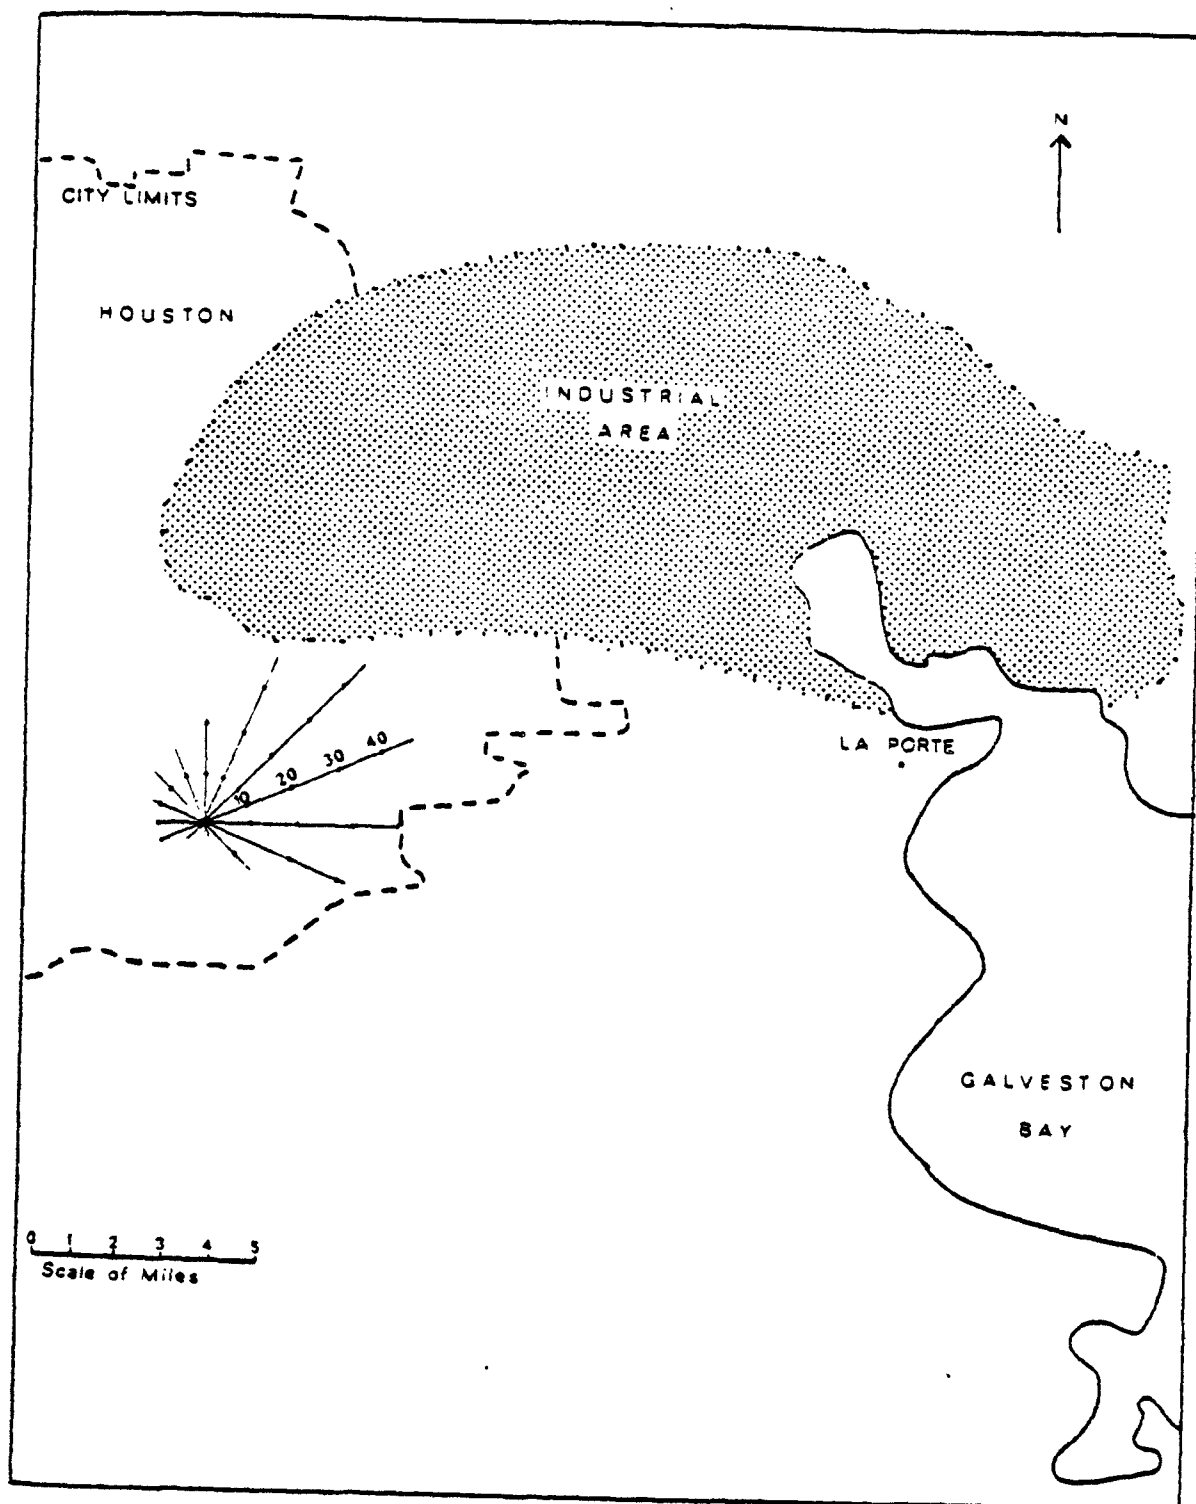 N
CITY LIMITS
HOUSTON
INDUSTRIAL
AREA
LA PORTE
10 20 30 40
GALVESTON
BAY
0 1 2 3 4 5
Scale of Miles